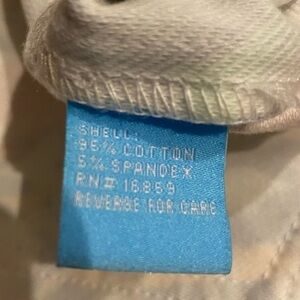 SHELL:
95% COTTON
5% SPANDEX
RN# 16859
REVERSE FOR CARE